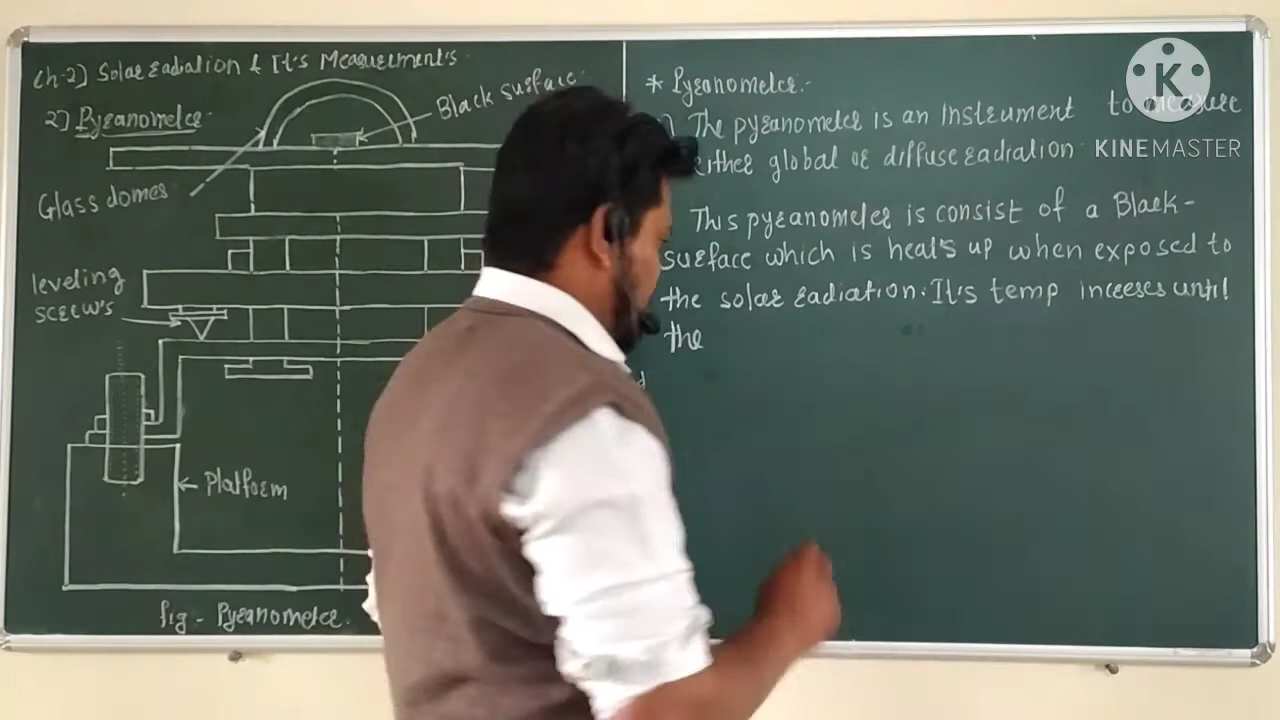 Ch-2) Solar radiation & It's Measurement's
2) Pyranometer
Black surface
Glass domes
leveling
screw's
Platform
fig - Pyranometer.
* Pyranometer:-
The pyranometer is an Instrument to measure
either global or diffuse radiation
This pyranometer is consist of a Black-
surface which is heat's up when exposed to
the solar radiation. It's temp increses until
the
K
KINEMASTER